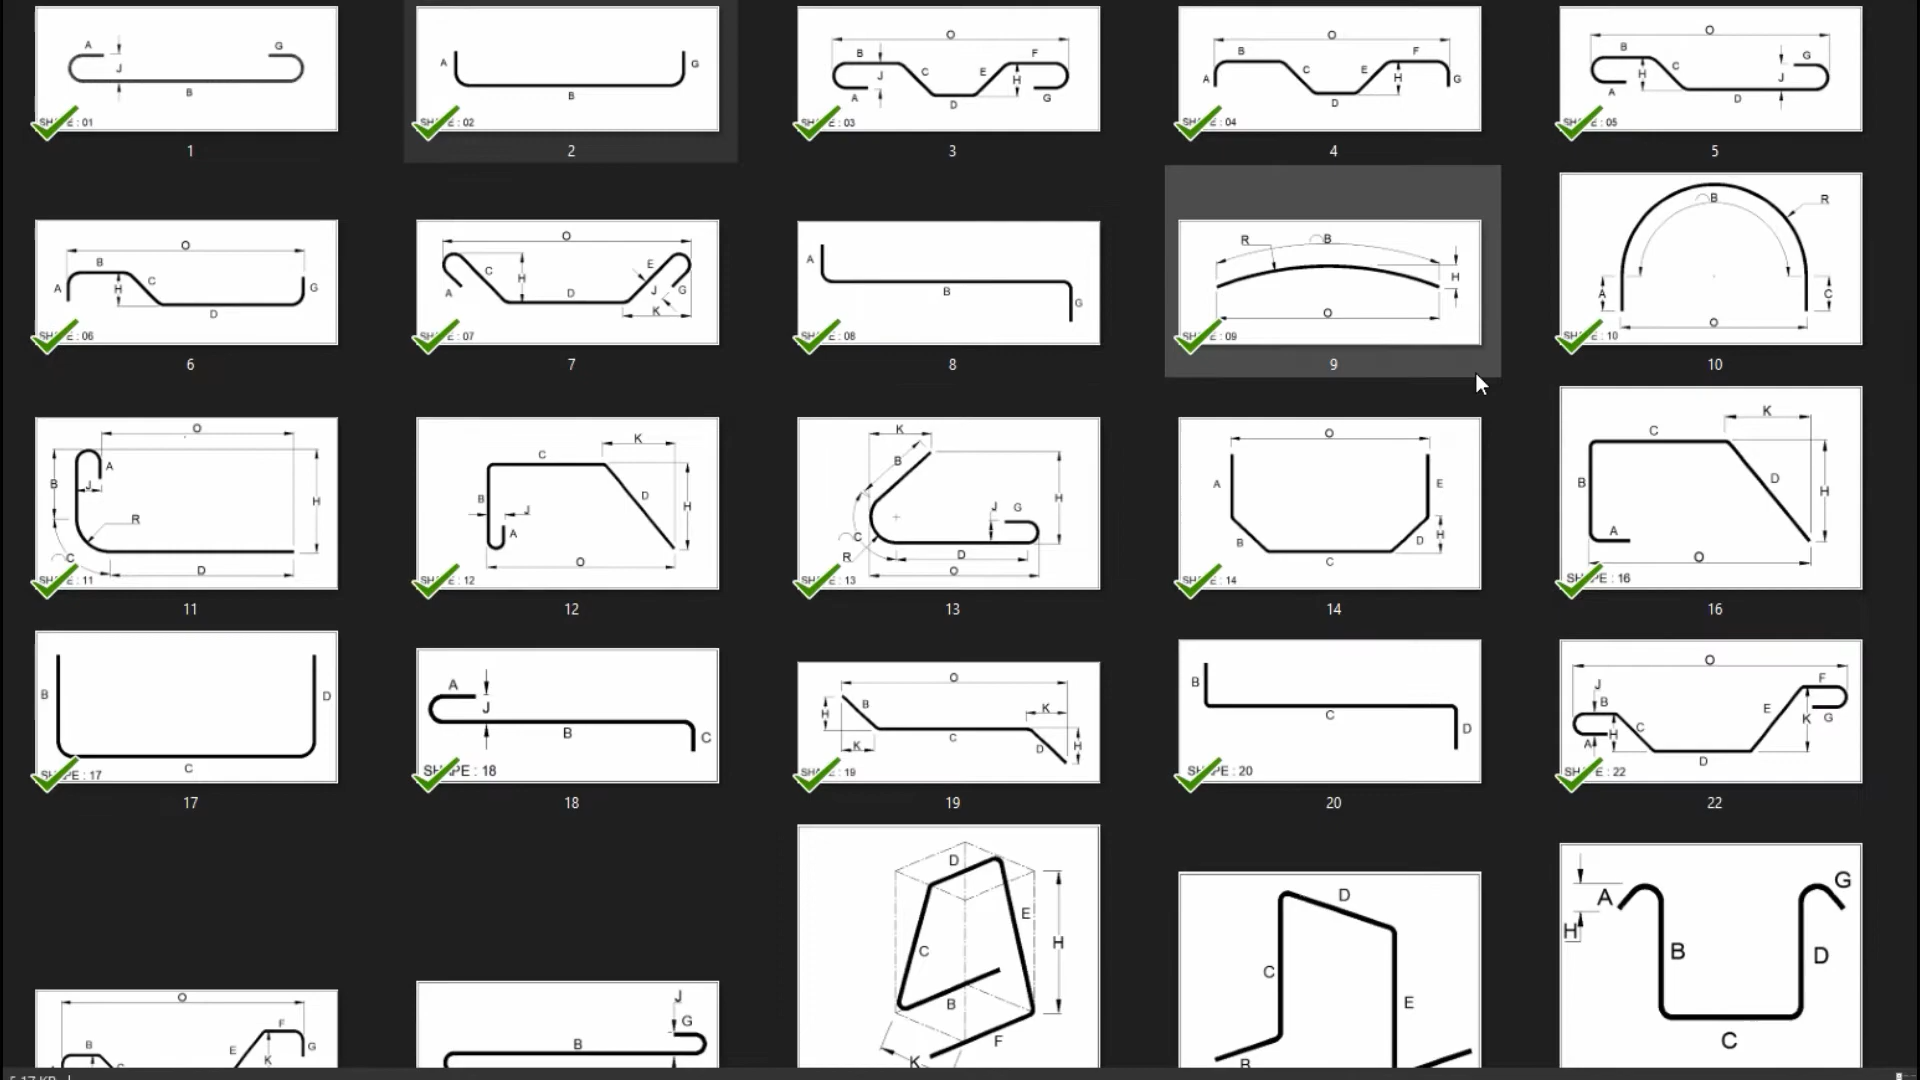 A G
J
B
SHAPE : 01
1
A G
B
SHAPE : 02
2
O
B F
J C E H
A D G
SHAPE : 03
3
O
B F
A C E H G
D
SHAPE : 04
4
O
B G
H C J
A D
SHAPE : 05
5
O
B
A H C G
D
SHAPE : 06
6
O
C H E
A D J G
K
SHAPE : 07
7
A
B
G
SHAPE : 08
8
R B
H
O
SHAPE : 09
9
B R
A C
O
SHAPE : 10
10
O
A
B J H
R
C
D
SHAPE : 11
11
K
C
B D H
J
A
O
SHAPE : 12
12
K
B
H
J G
C
R D
O
SHAPE : 13
13
O
A E
B D H
C
SHAPE : 14
14
K
C
B D H
A
O
SHAPE : 16
16
B D
C
SHAPE : 17
17
A
J
B C
SHAPE : 18
18
O
H B K
C
K D H
SHAPE : 19
19
B
C
D
SHAPE : 20
20
O
J F
B E K G
A H C
D
SHAPE : 22
22
O
F
B E K G
J
G
B
D
E
C H
B
F
K
D
C
E
B
A G
H
B D
C